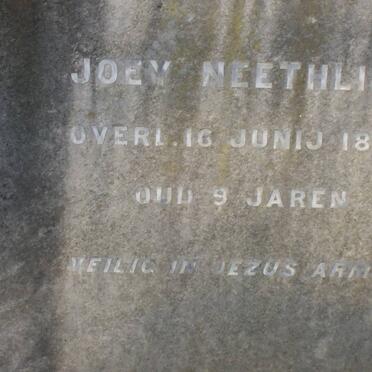 JOEY NEETHLI
OVERL. 16 JUNIJ 18
OUD 9 JAREN
VEILIG IN JEZUS ARM